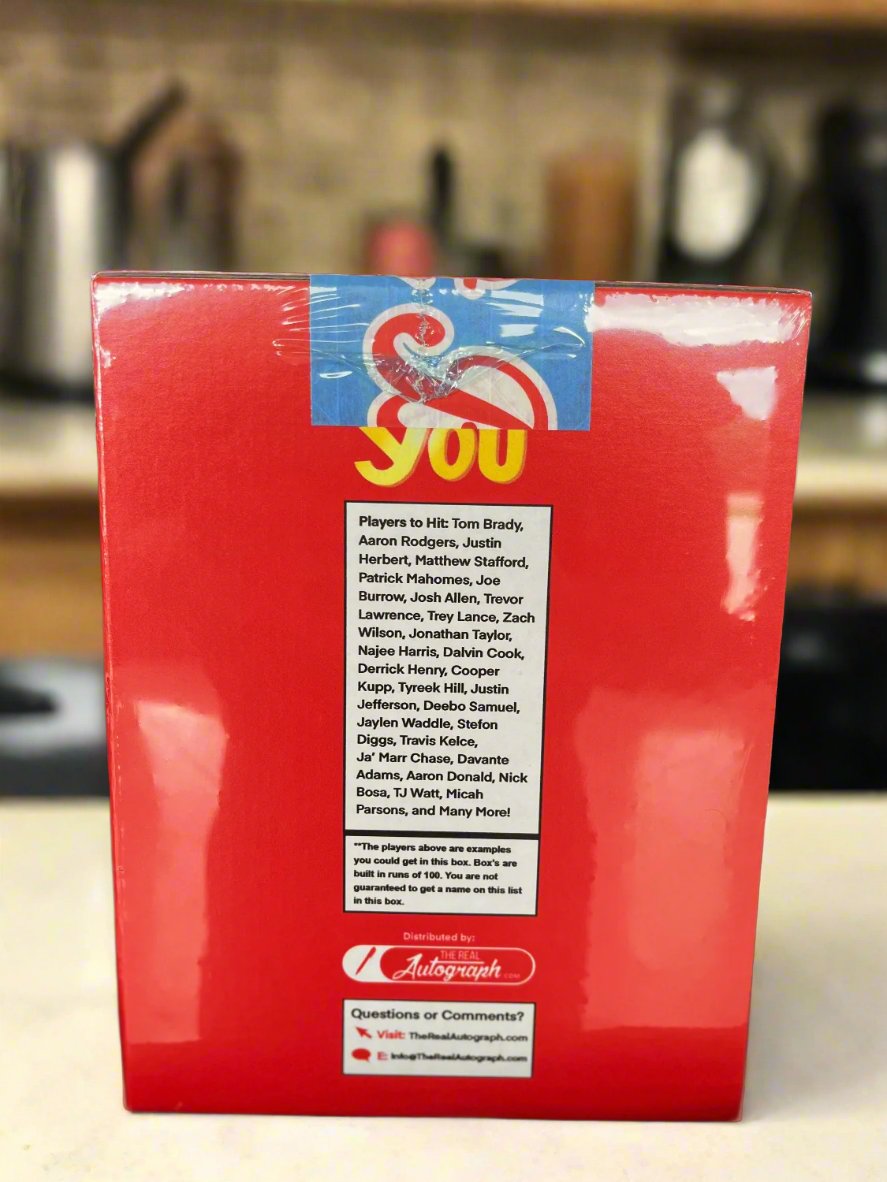 you
Players to Hit: Tom Brady,
Aaron Rodgers, Justin
Herbert, Matthew Stafford,
Patrick Mahomes, Joe
Burrow, Josh Allen, Trevor
Lawrence, Trey Lance, Zach
Wilson, Jonathan Taylor,
Najee Harris, Dalvin Cook,
Derrick Henry, Cooper
Kupp, Tyreek Hill, Justin
Jefferson, Deebo Samuel,
Jaylen Waddle, Stefon
Diggs, Travis Kelce,
Ja' Marr Chase, Davante
Adams, Aaron Donald, Nick
Bosa, TJ Watt, Micah
Parsons, and Many More!
**The players above are examples
you could get in this box. Box's are
built in runs of 100. You are not
guaranteed to get a name on this list
in this box.
Distributed by:
THE REAL
Autograph.COM
Questions or Comments?
Visit: TheRealAutograph.com
E: Info@TheRealAutograph.com